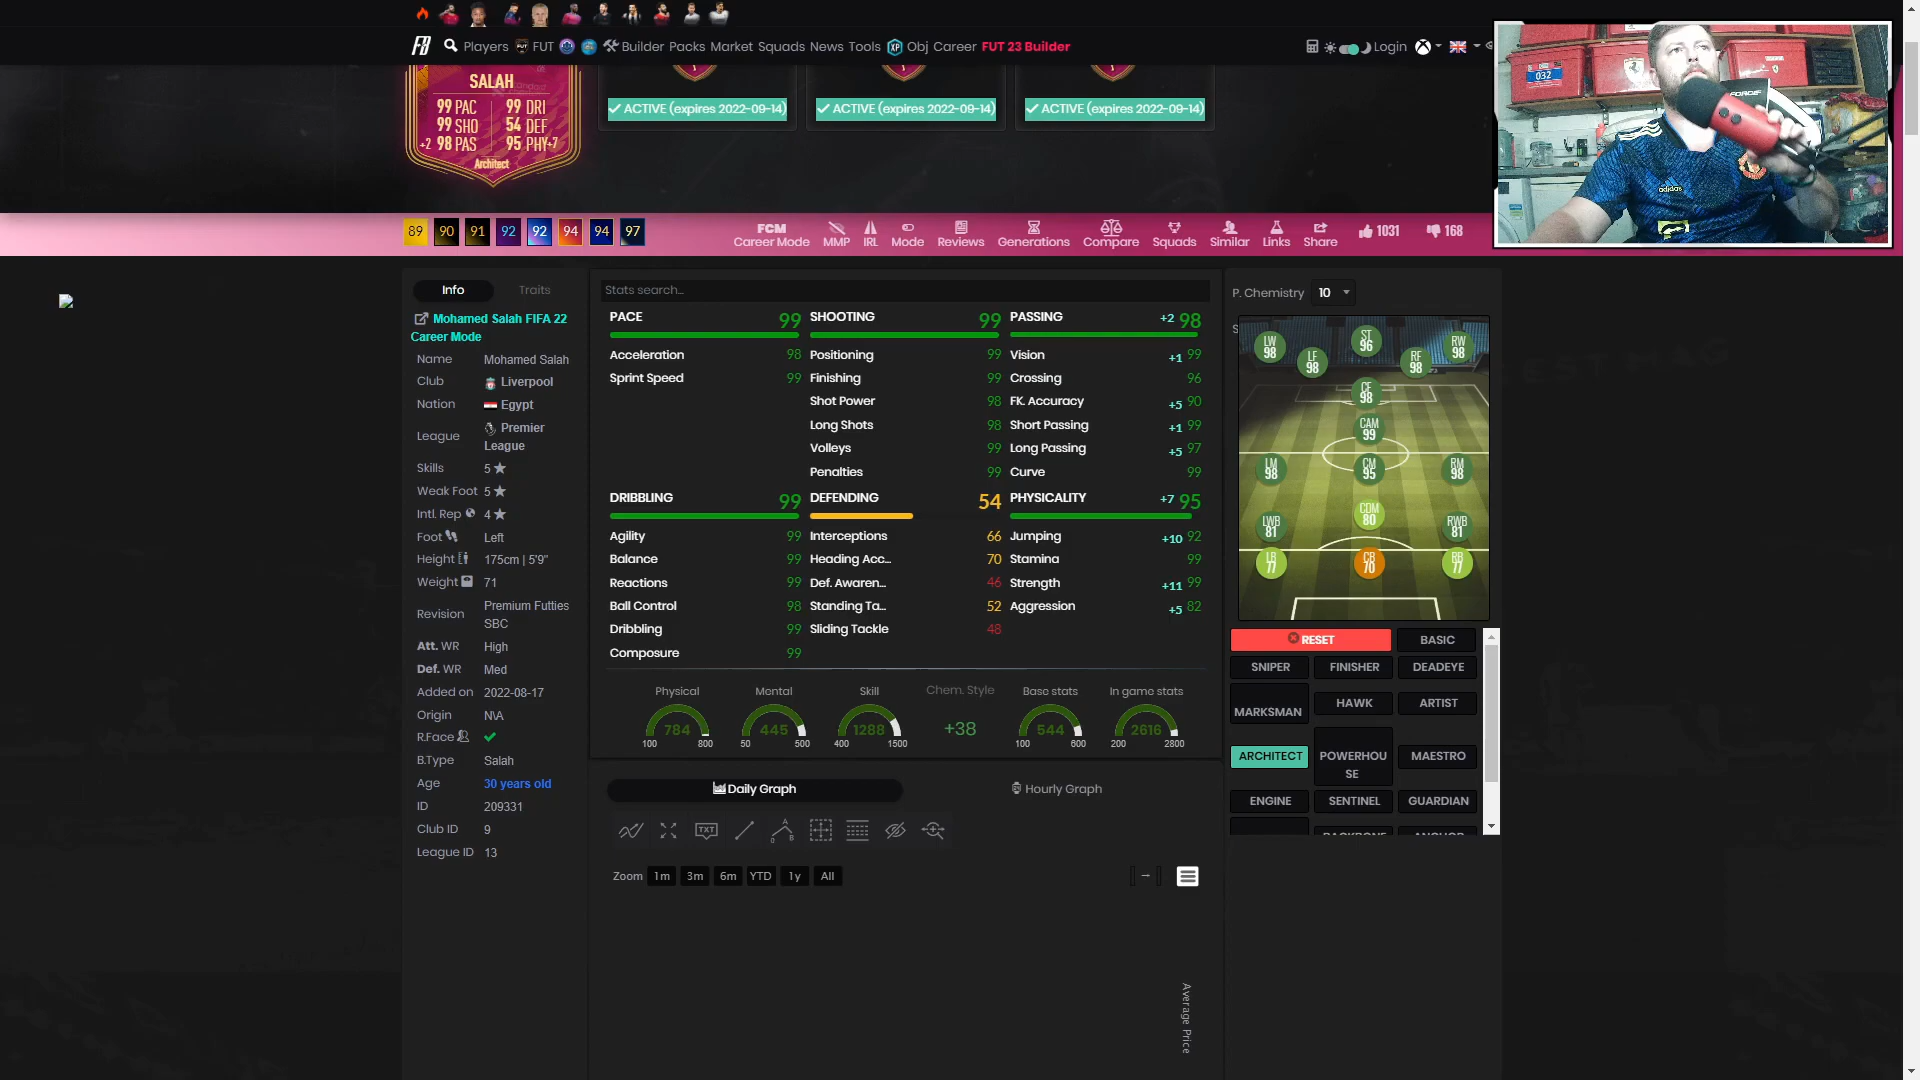 Players FUT Builder Packs Market Squads News Tools XP Obj Career FUT 23 Builder Login
SALAH
99 PAC 99 DRI
99 SHO 54 DEF
+2 98 PAS 95 PHY+7
Architect
ACTIVE (expires 2022-09-14) ACTIVE (expires 2022-09-14) ACTIVE (expires 2022-09-14)
032
adidas
89 90 91 92 92 94 94 97
FCM
Career Mode MMP IRL Mode Reviews Generations Compare Squads Similar Links Share 1031 168
Info Traits
Mohamed Salah FIFA 22
Career Mode
Name Mohamed Salah
Club Liverpool
Nation Egypt
League Premier
League
Skills 5
Weak Foot 5
Intl. Rep 4
Foot Left
Height 175cm | 5'9"
Weight 71
Revision Premium Futties
SBC
Att. WR High
Def. WR Med
Added on 2022-08-17
Origin N\A
R.Face
B.Type Salah
Age 30 years old
ID 209331
Club ID 9
League ID 13
Stats search...
PACE 99
Acceleration 98
Sprint Speed 99
SHOOTING 99
Positioning 99
Finishing 99
Shot Power 98
Long Shots 98
Volleys 99
Penalties 99
PASSING +2 98
Vision +1 99
Crossing 96
FK. Accuracy +5 90
Short Passing +1 99
Long Passing +5 97
Curve 99
DRIBBLING 99
Agility 99
Balance 99
Reactions 99
Ball Control 98
Dribbling 99
Composure 99
DEFENDING 54
Interceptions 66
Heading Acc... 70
Def. Awaren... 46
Standing Ta... 52
Sliding Tackle 48
PHYSICALITY +7 95
Jumping +10 92
Stamina 99
Strength +11 99
Aggression +5 82
Physical Mental Skill Chem. Style Base stats In game stats
784 445 1288 +38 544 2616
100 800 50 500 400 1500 100 600 200 2800
Daily Graph Hourly Graph
TXT
Zoom 1m 3m 6m YTD 1y All
→
Average Price
P. Chemistry 10
S
LW 98
LF 98
ST 96
RF 98
RW 98
CF 98
CAM 99
LM 98
CM 95
RM 98
CDM 80
LWB 81
RWB 81
LB 77
CB 70
RB 77
RESET BASIC
SNIPER FINISHER DEADEYE
MARKSMAN HAWK ARTIST
ARCHITECT POWERHOU
SE MAESTRO
ENGINE SENTINEL GUARDIAN
BACKBONE ANCHOR